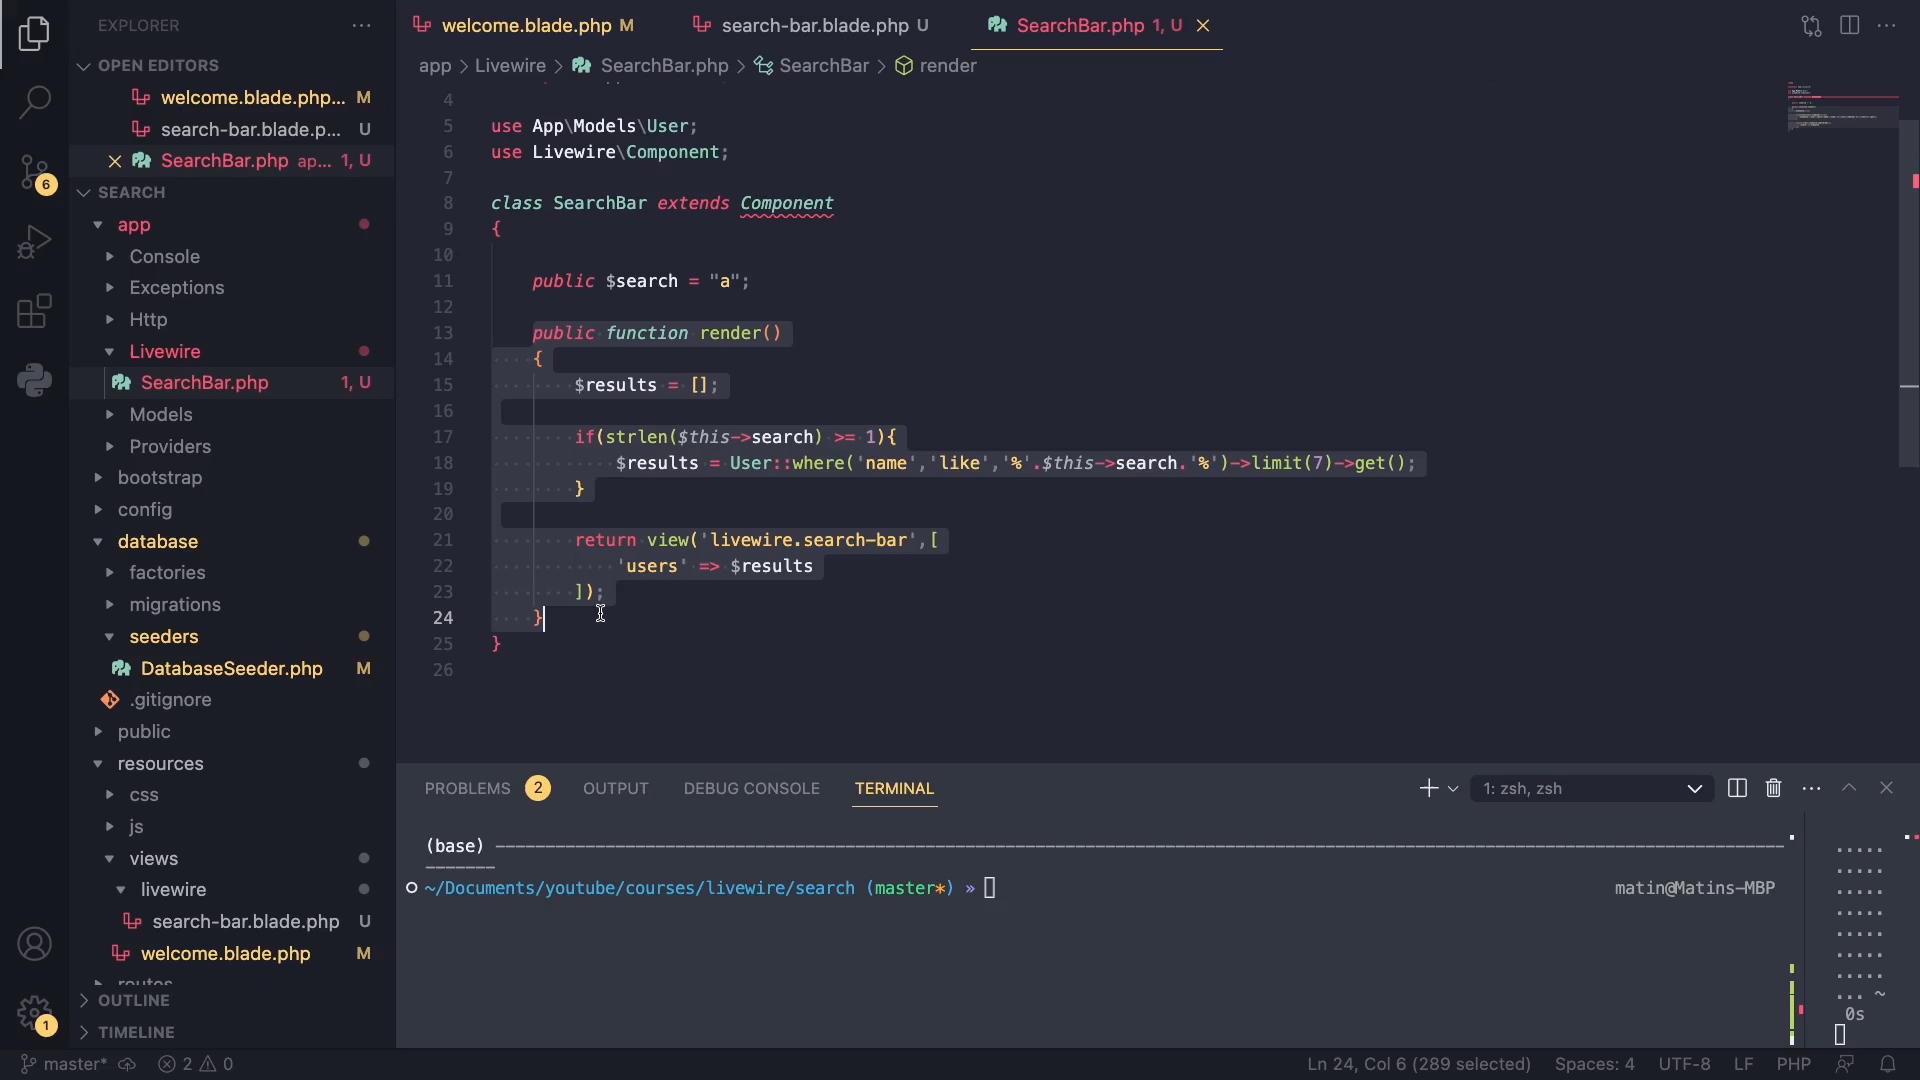 EXPLORER
OPEN EDITORS
welcome.blade.php... M
search-bar.blade.p... U
SearchBar.php ap... 1, U
SEARCH
app
Console
Exceptions
Http
Livewire
SearchBar.php 1, U
Models
Providers
bootstrap
config
database
factories
migrations
seeders
DatabaseSeeder.php M
.gitignore
public
resources
css
js
views
livewire
search-bar.blade.php U
welcome.blade.php M
routes
OUTLINE
TIMELINE
6
1
welcome.blade.php M
search-bar.blade.php U
SearchBar.php 1, U
app > Livewire > SearchBar.php > SearchBar > render
4
5 use App\Models\User;
6 use Livewire\Component;
7
8 class SearchBar extends Component
9 {
10
11 public $search = "a";
12
13 public function render()
14 {
15 $results = [];
16
17 if(strlen($this->search) >= 1){
18 $results = User::where('name','like','%'.$this->search.'%')->limit(7)->get();
19 }
20
21 return view('livewire.search-bar',[
22 'users' => $results
23 ]);
24 }
25 }
26
PROBLEMS 2 OUTPUT DEBUG CONSOLE TERMINAL
1: zsh, zsh
(base)
~/Documents/youtube/courses/livewire/search (master*) »
matin@Matins-MBP
... ~
0s
master* 2 0
Ln 24, Col 6 (289 selected) Spaces: 4 UTF-8 LF PHP